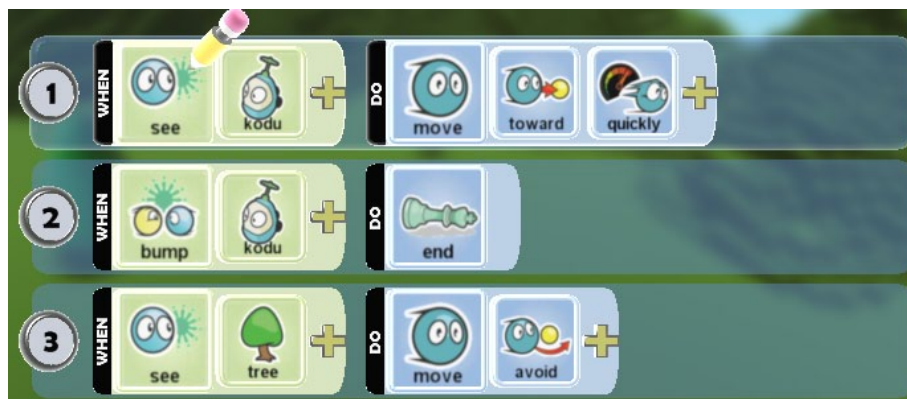 1 WHEN see kodu DO move toward quickly
2 WHEN bump kodu DO end
3 WHEN see tree DO move avoid